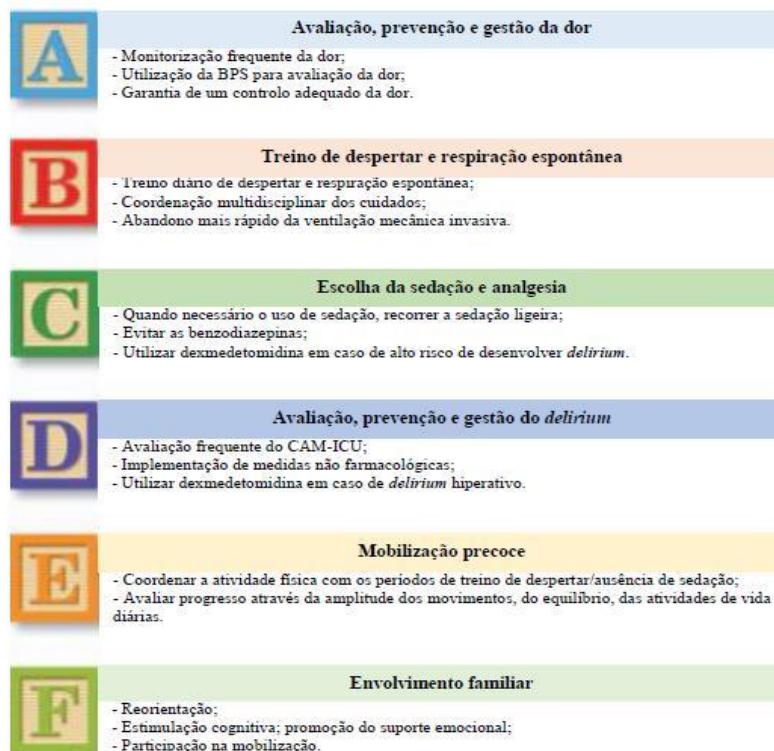 A
Avaliação, prevenção e gestão da dor
- Monitorização frequente da dor;
- Utilização da BPS para avaliação da dor;
- Garantia de um controlo adequado da dor.
B
Treino de despertar e respiração espontânea
- Treino diário de despertar e respiração espontânea;
- Coordenação multidisciplinar dos cuidados;
- Abandono mais rápido da ventilação mecânica invasiva.
C
Escolha da sedação e analgesia
- Quando necessário o uso de sedação, recorrer a sedação ligeira;
- Evitar as benzodiazepinas;
- Utilizar dexmedetomidina em caso de alto risco de desenvolver delirium.
D
Avaliação, prevenção e gestão do delirium
- Avaliação frequente do CAM-ICU;
- Implementação de medidas não farmacológicas;
- Utilizar dexmedetomidina em caso de delirium hiperativo.
E
Mobilização precoce
- Coordenar a atividade física com os períodos de treino de despertar/ausência de sedação;
- Avaliar progresso através da amplitude dos movimentos, do equilíbrio, das atividades de vida
diárias.
F
Envolvimento familiar
- Reorientação;
- Estimulação cognitiva; promoção do suporte emocional;
- Participação na mobilização.